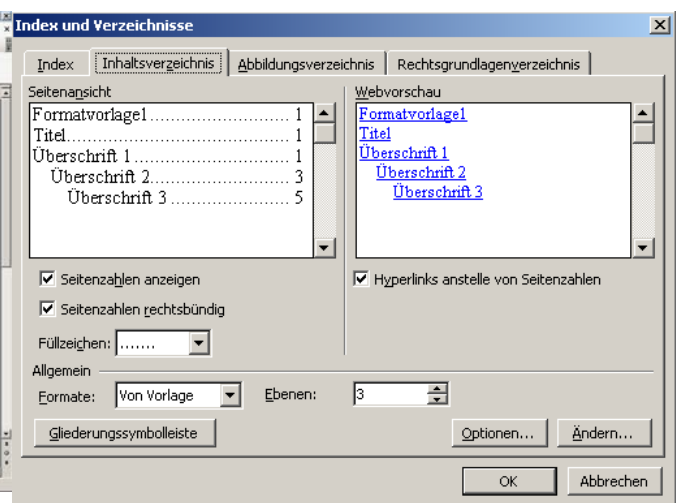 Index und Verzeichnisse
Index
Inhaltsverzeichnis
Abbildungsverzeichnis
Rechtsgrundlagenverzeichnis
Seitenansicht
Formatvorlage1........................ 1
Titel...................................... 1
Überschrift 1.......................... 1
Überschrift 2...................... 3
Überschrift 3.................. 5
Webvorschau
Formatvorlage1
Titel
Überschrift 1
Überschrift 2
Überschrift 3
Seitenzahlen anzeigen
Seitenzahlen rechtsbündig
Füllzeichen: .......
Hyperlinks anstelle von Seitenzahlen
Allgemein
Formate: Von Vorlage Ebenen: 3
Gliederungssymbolleiste Optionen... Ändern...
OK Abbrechen